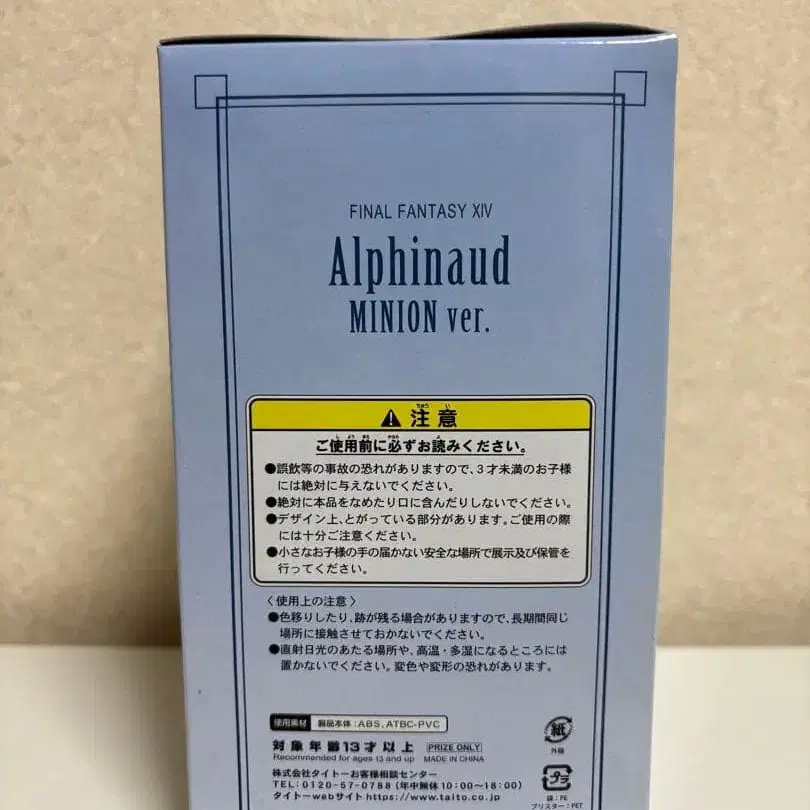 FINAL FANTASY XIV
Alphinaud
MINION ver.
注意
ご使用前に必ずお読みください。
●誤飲等の事故の恐れがありますので、3才未満のお子様
には絶対に与えないでください。
●絶対に本品をなめたり口に含んだりしないでください。
●デザイン上、とがっている部分があります。ご使用の際
には十分ご注意ください。
●小さなお子様の手の届かない安全な場所で展示及び保管を
行ってください。
〈使用上の注意〉
●色移りしたり、跡が残る場合がありますので、長期間同じ
場所に接触させておかないでください。
●直射日光のあたる場所や、高温・多湿になるところには
置かないでください。変色や変形の恐れがあります。
使用素材 製品本体:ABS,ATBC-PVC
対象年齢13才以上 PRIZE ONLY
Recommended for ages 13 and up MADE IN CHINA
株式会社タイトーお客様相談センター
TEL:0120-57-0788(年中無休10:00〜18:00)
タイトーwebサイトhttps://www.taito.co.jp
紙
外箱
プラ
袋:PE
ブリスター:PET